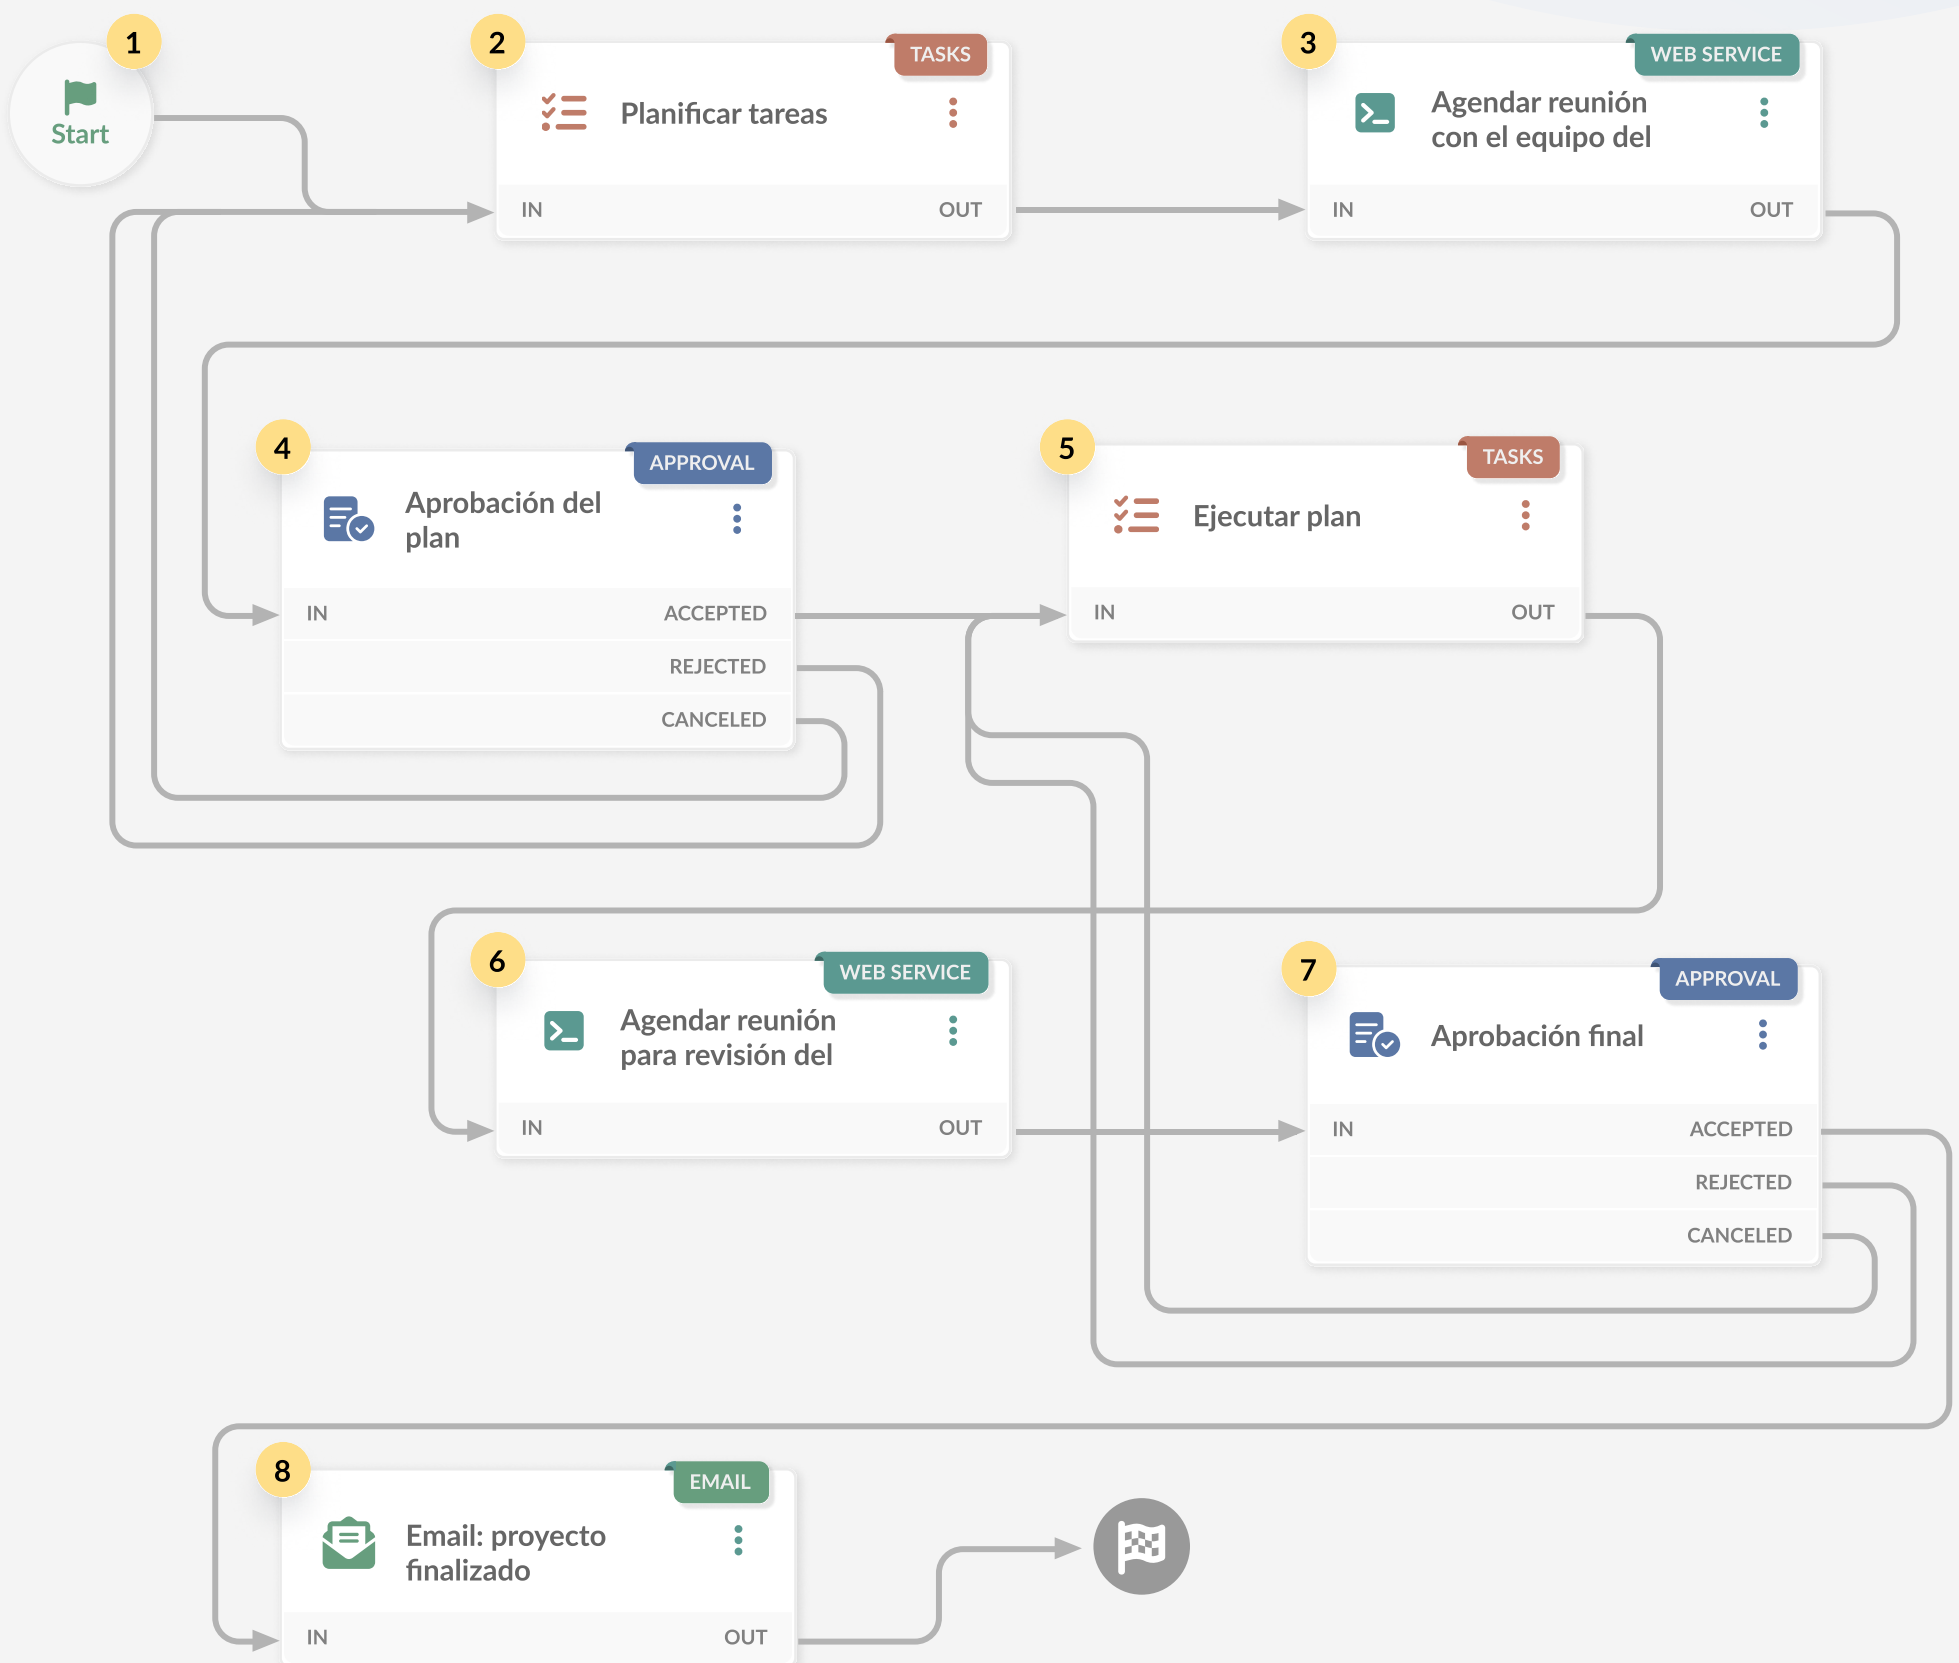 1
Start
2
TASKS
Planificar tareas
IN
OUT
3
WEB SERVICE
Agendar reunión
con el equipo del
IN
OUT
4
APPROVAL
Aprobación del
plan
IN
ACCEPTED
REJECTED
CANCELED
5
TASKS
Ejecutar plan
IN
OUT
6
WEB SERVICE
Agendar reunión
para revisión del
IN
OUT
7
APPROVAL
Aprobación final
IN
ACCEPTED
REJECTED
CANCELED
8
EMAIL
Email: proyecto
finalizado
IN
OUT